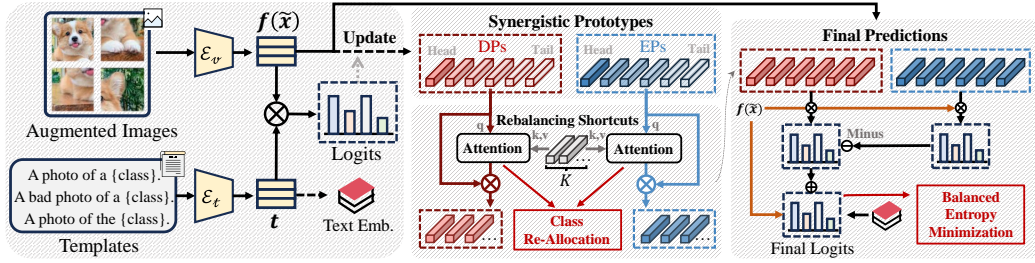 Augmented Images
ℰ𝑣
f(x̃)
Update
Logits
A photo of a {class}.
A bad photo of a {class}.
A photo of the {class}.
Templates
ℰ𝑡
t
Text Emb.
Synergistic Prototypes
Head DPs Tail
Head EPs Tail
Rebalancing Shortcuts
q k,v k,v q
Attention
Attention
...
K
Class
Re-Allocation
...
...
Final Predictions
f(x̃)
Minus
Final Logits
Balanced
Entropy
Minimization